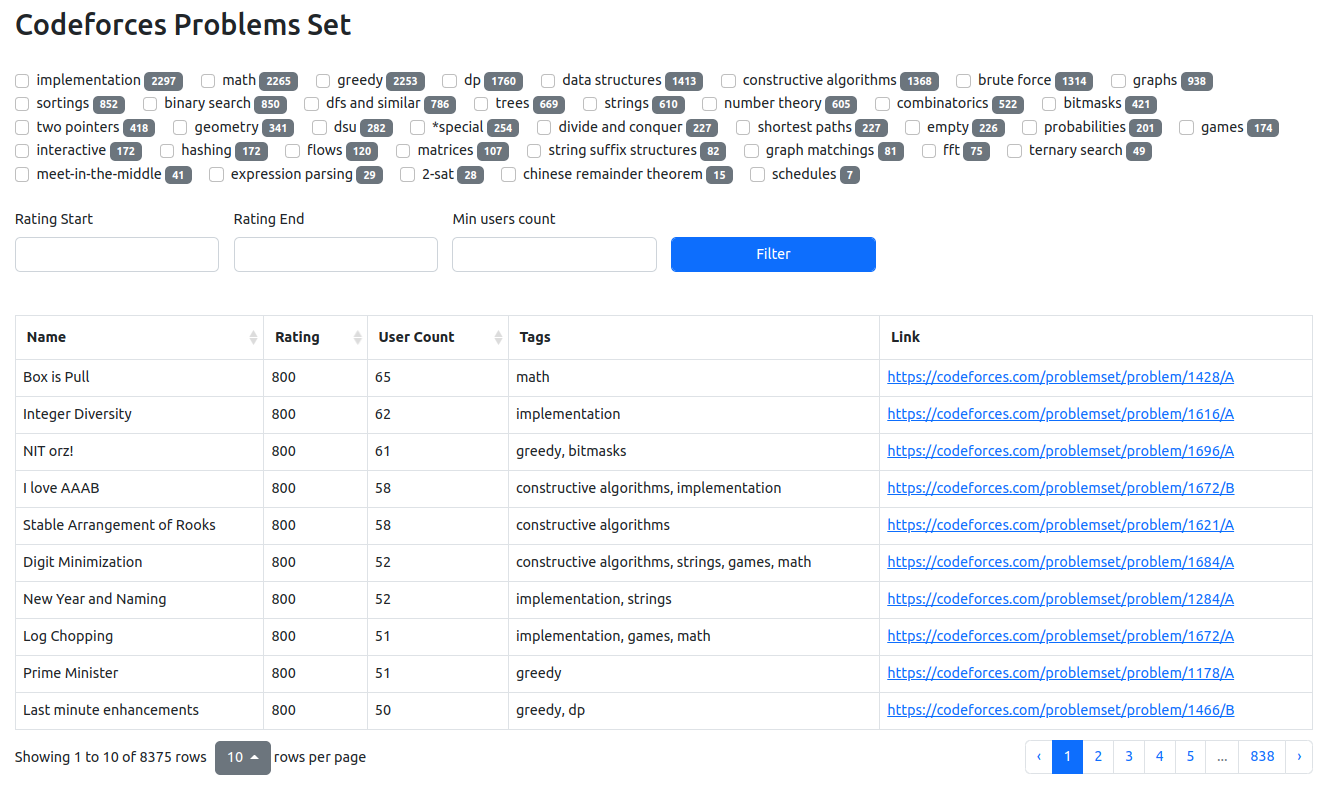 Codeforces Problems Set
implementation 2297 math 2265 greedy 2253 dp 1760 data structures 1413 constructive algorithms 1368 brute force 1314 graphs 938
sortings 852 binary search 850 dfs and similar 786 trees 669 strings 610 number theory 605 combinatorics 522 bitmasks 421
two pointers 418 geometry 341 dsu 282 *special 254 divide and conquer 227 shortest paths 227 empty 226 probabilities 201 games 174
interactive 172 hashing 172 flows 120 matrices 107 string suffix structures 82 graph matchings 81 fft 75 ternary search 49
meet-in-the-middle 41 expression parsing 29 2-sat 28 chinese remainder theorem 15 schedules 7
Rating Start Rating End Min users count
Filter
Name Rating User Count Tags Link
Box is Pull 800 65 math https://codeforces.com/problemset/problem/1428/A
Integer Diversity 800 62 implementation https://codeforces.com/problemset/problem/1616/A
NIT orz! 800 61 greedy, bitmasks https://codeforces.com/problemset/problem/1696/A
I love AAAB 800 58 constructive algorithms, implementation https://codeforces.com/problemset/problem/1672/B
Stable Arrangement of Rooks 800 58 constructive algorithms https://codeforces.com/problemset/problem/1621/A
Digit Minimization 800 52 constructive algorithms, strings, games, math https://codeforces.com/problemset/problem/1684/A
New Year and Naming 800 52 implementation, strings https://codeforces.com/problemset/problem/1284/A
Log Chopping 800 51 implementation, games, math https://codeforces.com/problemset/problem/1672/A
Prime Minister 800 51 greedy https://codeforces.com/problemset/problem/1178/A
Last minute enhancements 800 50 greedy, dp https://codeforces.com/problemset/problem/1466/B
Showing 1 to 10 of 8375 rows 10 rows per page ‹ 1 2 3 4 5 ... 838 ›